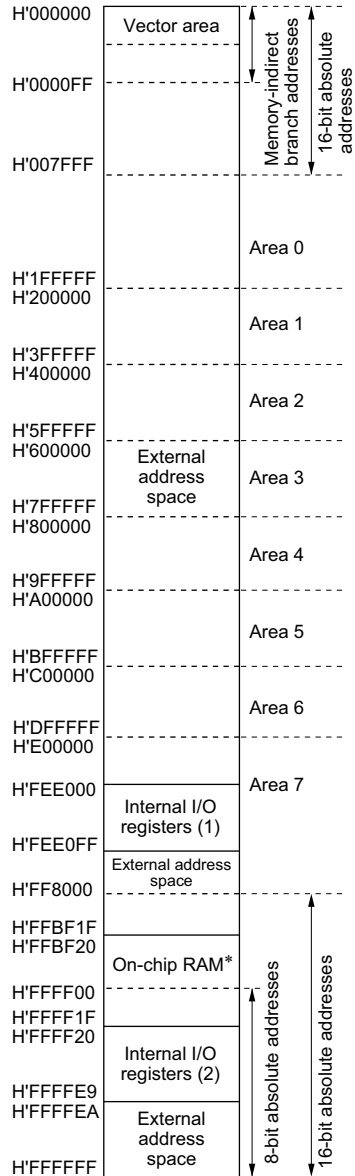 H'000000
Vector area
H'0000FF
Memory-indirect
branch addresses
16-bit absolute
addresses
H'007FFF
Area 0
H'1FFFFF
H'200000
Area 1
H'3FFFFF
H'400000
Area 2
H'5FFFFF
H'600000
External
address
space
Area 3
H'7FFFFF
H'800000
Area 4
H'9FFFFF
H'A00000
Area 5
H'BFFFFF
H'C00000
Area 6
H'DFFFFF
H'E00000
Area 7
H'FEE000
Internal I/O
registers (1)
H'FEE0FF
External address
space
H'FF8000
H'FFBF1F
H'FFBF20
On-chip RAM*
H'FFFF00
H'FFFF1F
H'FFFF20
Internal I/O
registers (2)
H'FFFFE9
H'FFFFEA
External
address
space
H'FFFFFF
8-bit absolute addresses
16-bit absolute addresses